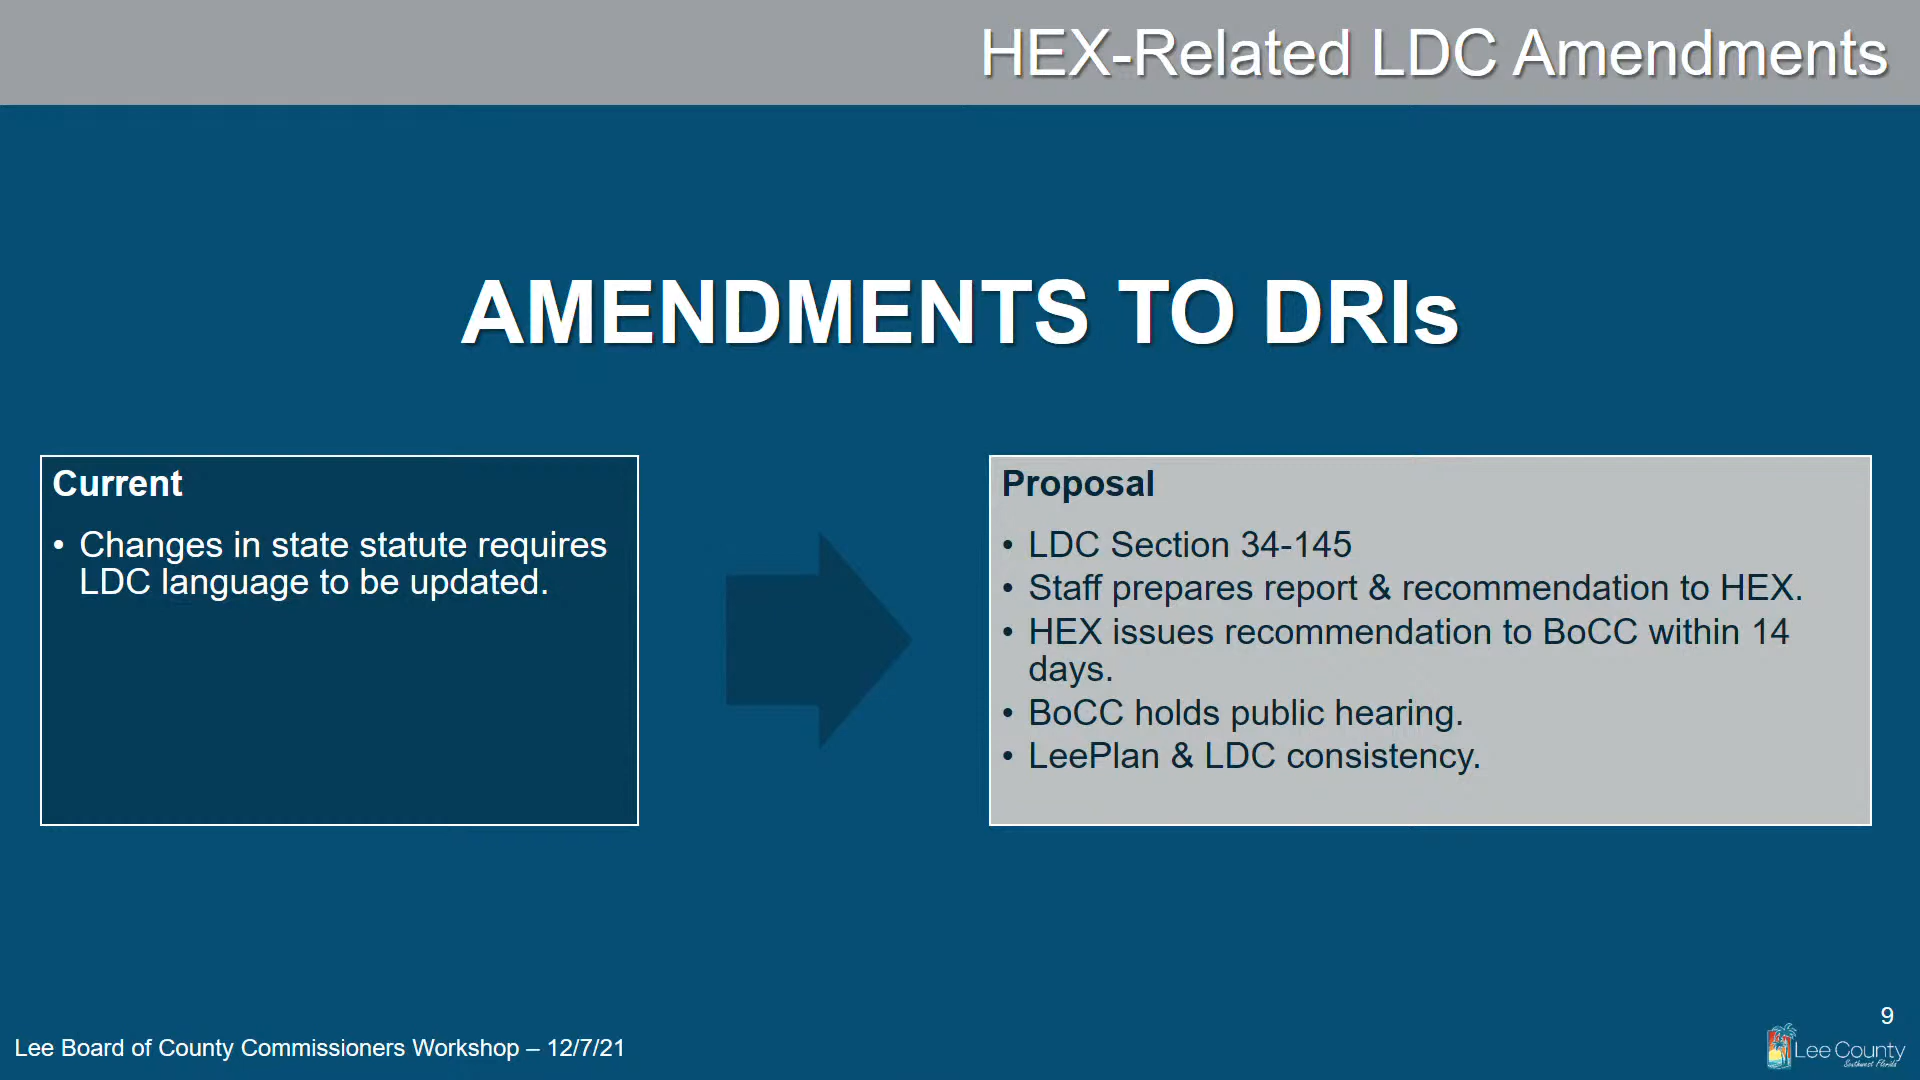 HEX-Related LDC Amendments
AMENDMENTS TO DRIs
Current
• Changes in state statute requires
LDC language to be updated.
Proposal
• LDC Section 34-145
• Staff prepares report & recommendation to HEX.
• HEX issues recommendation to BoCC within 14
days.
• BoCC holds public hearing.
• LeePlan & LDC consistency.
9
Lee Board of County Commissioners Workshop – 12/7/21
Lee County
Southwest Florida